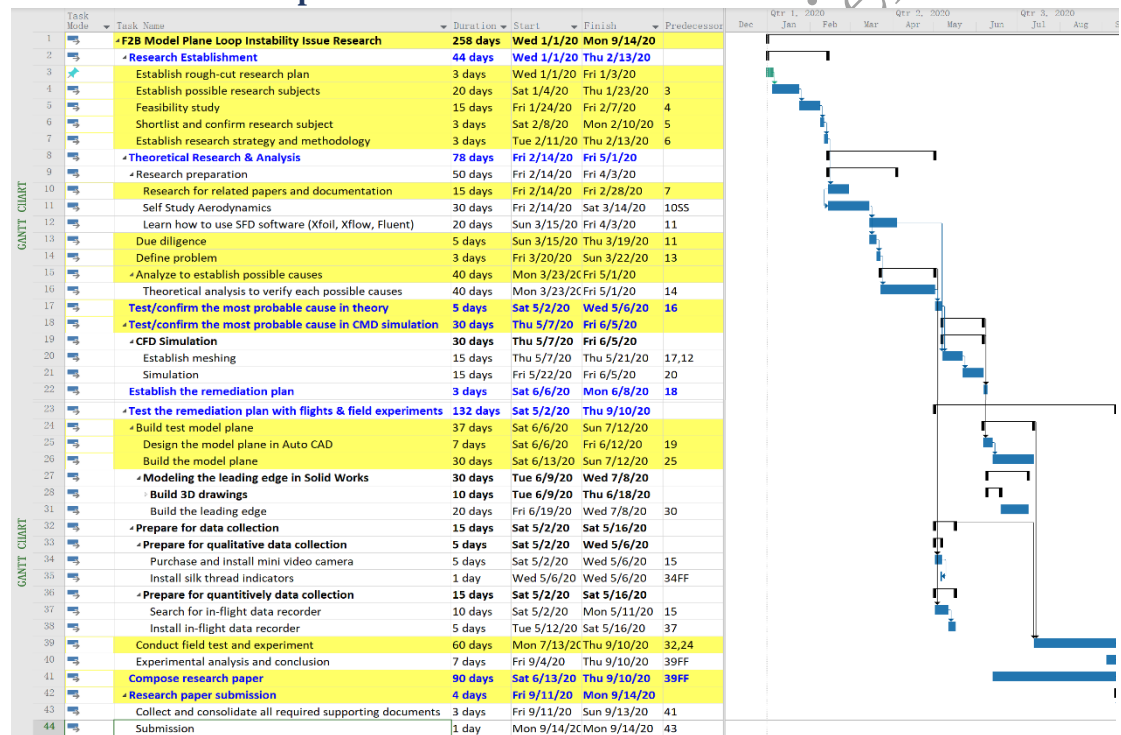 Task Mode Task Name Duration Start Finish Predecessor
Qtr 1, 2020 Qtr 2, 2020 Qtr 3, 2020
Dec Jan Feb Mar Apr May Jun Jul Aug S
1 F2B Model Plane Loop Instability Issue Research 258 days Wed 1/1/20 Mon 9/14/20
2 Research Establishment 44 days Wed 1/1/20 Thu 2/13/20
3 Establish rough-cut research plan 3 days Wed 1/1/20 Fri 1/3/20
4 Establish possible research subjects 20 days Sat 1/4/20 Thu 1/23/20 3
5 Feasibility study 15 days Fri 1/24/20 Fri 2/7/20 4
6 Shortlist and confirm research subject 3 days Sat 2/8/20 Mon 2/10/20 5
7 Establish research strategy and methodology 3 days Tue 2/11/20 Thu 2/13/20 6
8 Theoretical Research & Analysis 78 days Fri 2/14/20 Fri 5/1/20
9 Research preparation 50 days Fri 2/14/20 Fri 4/3/20
10 Research for related papers and documentation 15 days Fri 2/14/20 Fri 2/28/20 7
11 Self Study Aerodynamics 30 days Fri 2/14/20 Sat 3/14/20 10SS
12 Learn how to use SFD software (Xfoil, Xflow, Fluent) 20 days Sun 3/15/20 Fri 4/3/20 11
13 Due diligence 5 days Sun 3/15/20 Thu 3/19/20 11
14 Define problem 3 days Fri 3/20/20 Sun 3/22/20 13
15 Analyze to establish possible causes 40 days Mon 3/23/20 Fri 5/1/20
16 Theoretical analysis to verify each possible causes 40 days Mon 3/23/20 Fri 5/1/20 14
17 Test/confirm the most probable cause in theory 5 days Sat 5/2/20 Wed 5/6/20 16
18 Test/confirm the most probable cause in CMD simulation 30 days Thu 5/7/20 Fri 6/5/20
19 CFD Simulation 30 days Thu 5/7/20 Fri 6/5/20
20 Establish meshing 15 days Thu 5/7/20 Thu 5/21/20 17,12
21 Simulation 15 days Fri 5/22/20 Fri 6/5/20 20
22 Establish the remediation plan 3 days Sat 6/6/20 Mon 6/8/20 18
GANTT CHART
23 Test the remediation plan with flights & field experiments 132 days Sat 5/2/20 Thu 9/10/20
24 Build test model plane 37 days Sat 6/6/20 Sun 7/12/20
25 Design the model plane in Auto CAD 7 days Sat 6/6/20 Fri 6/12/20 19
26 Build the model plane 30 days Sat 6/13/20 Sun 7/12/20 25
27 Modeling the leading edge in Solid Works 30 days Tue 6/9/20 Wed 7/8/20
28 Build 3D drawings 10 days Tue 6/9/20 Thu 6/18/20
31 Build the leading edge 20 days Fri 6/19/20 Wed 7/8/20 30
32 Prepare for data collection 15 days Sat 5/2/20 Sat 5/16/20
33 Prepare for qualitative data collection 5 days Sat 5/2/20 Wed 5/6/20
34 Purchase and install mini video camera 5 days Sat 5/2/20 Wed 5/6/20 15
35 Install silk thread indicators 1 day Wed 5/6/20 Wed 5/6/20 34FF
36 Prepare for quantitively data collection 15 days Sat 5/2/20 Sat 5/16/20
37 Search for in-flight data recorder 10 days Sat 5/2/20 Mon 5/11/20 15
38 Install in-flight data recorder 5 days Tue 5/12/20 Sat 5/16/20 37
39 Conduct field test and experiment 60 days Mon 7/13/20 Thu 9/10/20 32,24
40 Experimental analysis and conclusion 7 days Fri 9/4/20 Thu 9/10/20 39FF
41 Compose research paper 90 days Sat 6/13/20 Thu 9/10/20 39FF
42 Research paper submission 4 days Fri 9/11/20 Mon 9/14/20
43 Collect and consolidate all required supporting documents 3 days Fri 9/11/20 Sun 9/13/20 41
44 Submission 1 day Mon 9/14/20 Mon 9/14/20 43
GANTT CHART